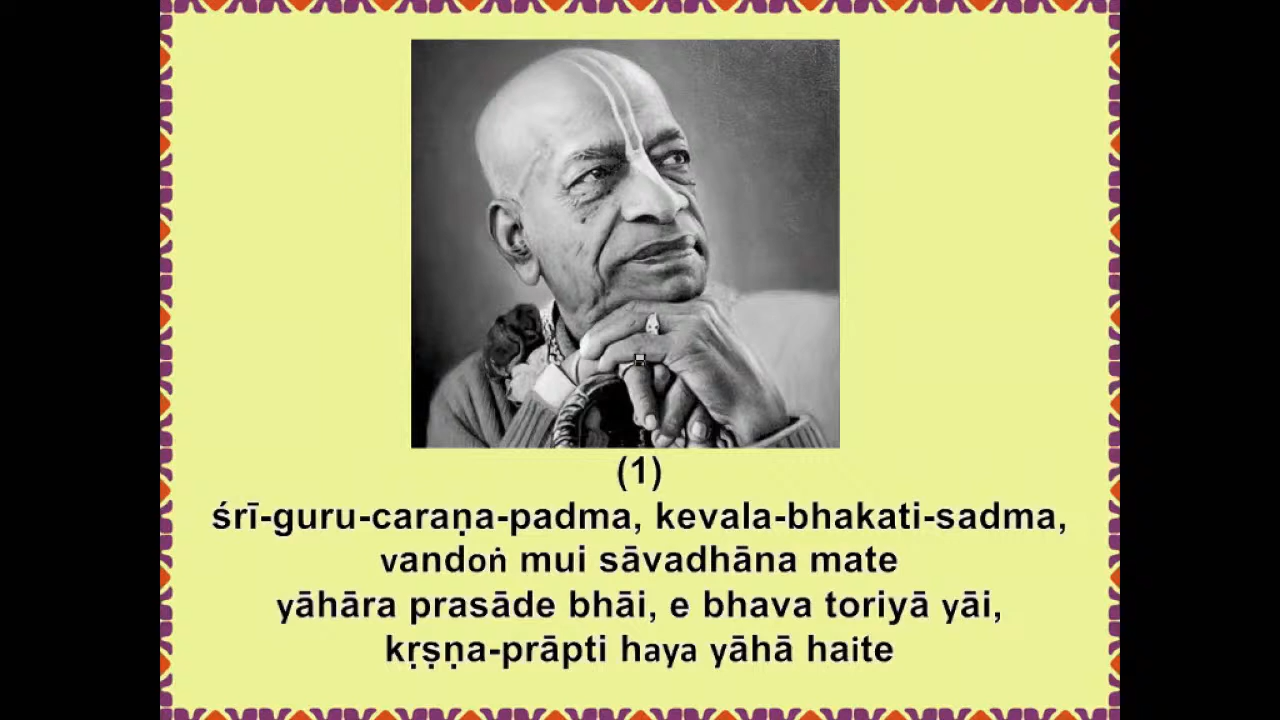 (1)
śrī-guru-caraṇa-padma, kevala-bhakati-sadma,
vandoṅ mui sāvadhāna mate
yāhāra prasāde bhāi, e bhava toriyā yāi,
kṛṣṇa-prāpti haya yāhā haite